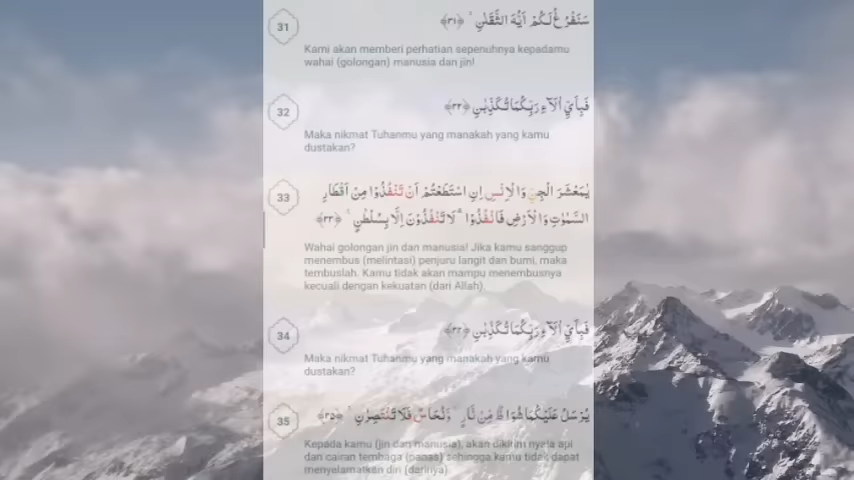 31
سَنَفْرُغُ لَكُمْ اَيُّهَ الثَّقَلٰنِۚ ﴿٣١﴾
Kami akan memberi perhatian sepenuhnya kepadamu
wahai (golongan) manusia dan jin!
32
فَبِاَيِّ اٰلَاۤءِ رَبِّكُمَا تُكَذِّبٰنِ ﴿٣٢﴾
Maka nikmat Tuhanmu yang manakah yang kamu
dustakan?
33
يٰمَعْشَرَ الْجِنِّ وَالْاِنْسِ اِنِ اسْتَطَعْتُمْ اَنْ تَنْفُذُوْا مِنْ اَقْطَارِ
السَّمٰوٰتِ وَالْاَرْضِ فَانْفُذُوْاۗ لَا تَنْفُذُوْنَ اِلَّا بِسُلْطٰنٍۚ ﴿٣٣﴾
Wahai golongan jin dan manusia! Jika kamu sanggup
menembus (melintasi) penjuru langit dan bumi, maka
tembuslah. Kamu tidak akan mampu menembusnya
kecuali dengan kekuatan (dari Allah).
34
فَبِاَيِّ اٰلَاۤءِ رَبِّكُمَا تُكَذِّبٰنِ ﴿٣٤﴾
Maka nikmat Tuhanmu yang manakah yang kamu
dustakan?
35
يُرْسَلُ عَلَيْكُمَا شُوَاظٌ مِّنْ نَّارٍۙ وَّنُحَاسٌ فَلَا تَنْتَصِرٰنِۚ ﴿٣٥﴾
Kepada kamu (jin dan manusia), akan dikirim nyala api
dan cairan tembaga (panas) sehingga kamu tidak dapat
menyelamatkan diri (darinya)